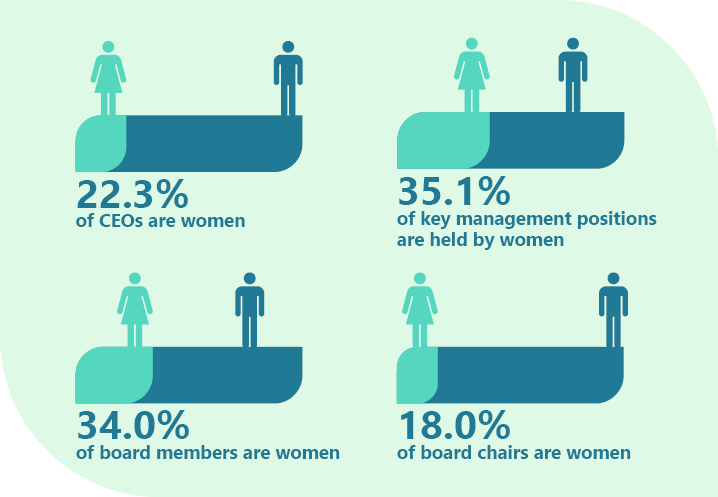 22.3%
of CEOs are women
35.1%
of key management positions
are held by women
34.0%
of board members are women
18.0%
of board chairs are women